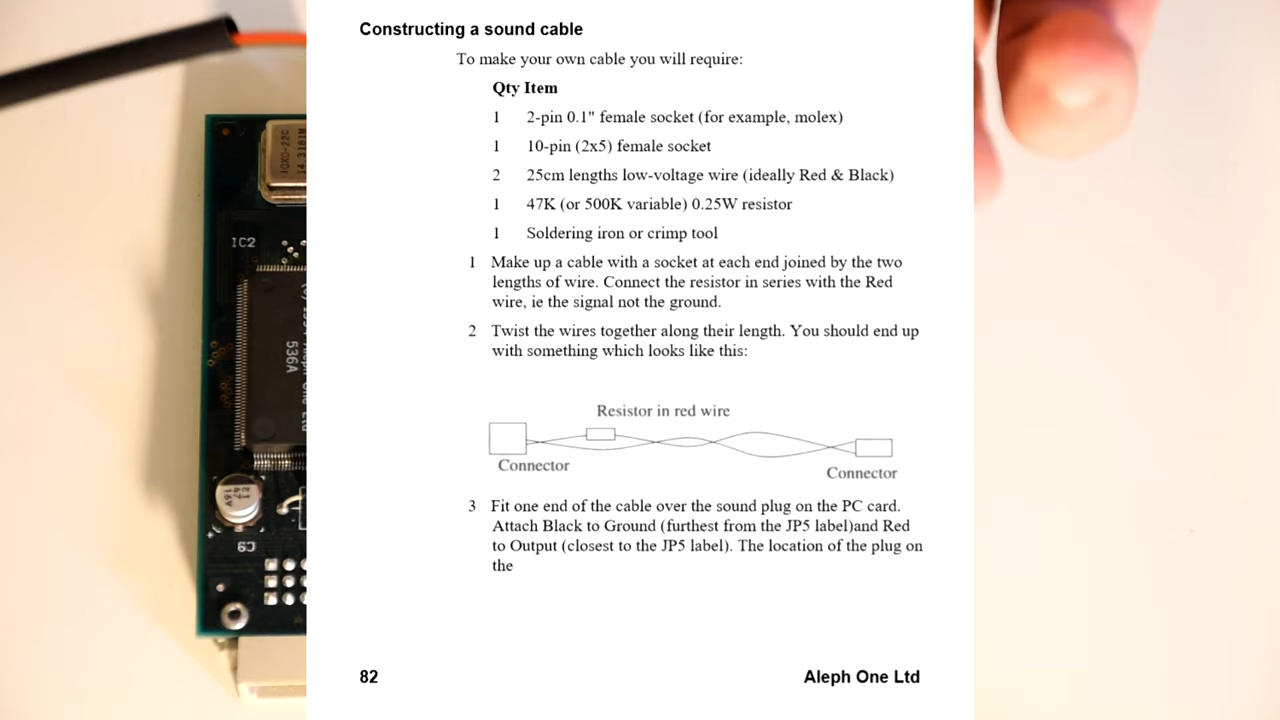 Constructing a sound cable
To make your own cable you will require:
Qty Item
1 2-pin 0.1" female socket (for example, molex)
1 10-pin (2x5) female socket
2 25cm lengths low-voltage wire (ideally Red & Black)
1 47K (or 500K variable) 0.25W resistor
1 Soldering iron or crimp tool
1 Make up a cable with a socket at each end joined by the two
lengths of wire. Connect the resistor in series with the Red
wire, ie the signal not the ground.
2 Twist the wires together along their length. You should end up
with something which looks like this:
Resistor in red wire
Connector
Connector
3 Fit one end of the cable over the sound plug on the PC card.
Attach Black to Ground (furthest from the JP5 label)and Red
to Output (closest to the JP5 label). The location of the plug on
the
82 Aleph One Ltd
IC2
536A
C9